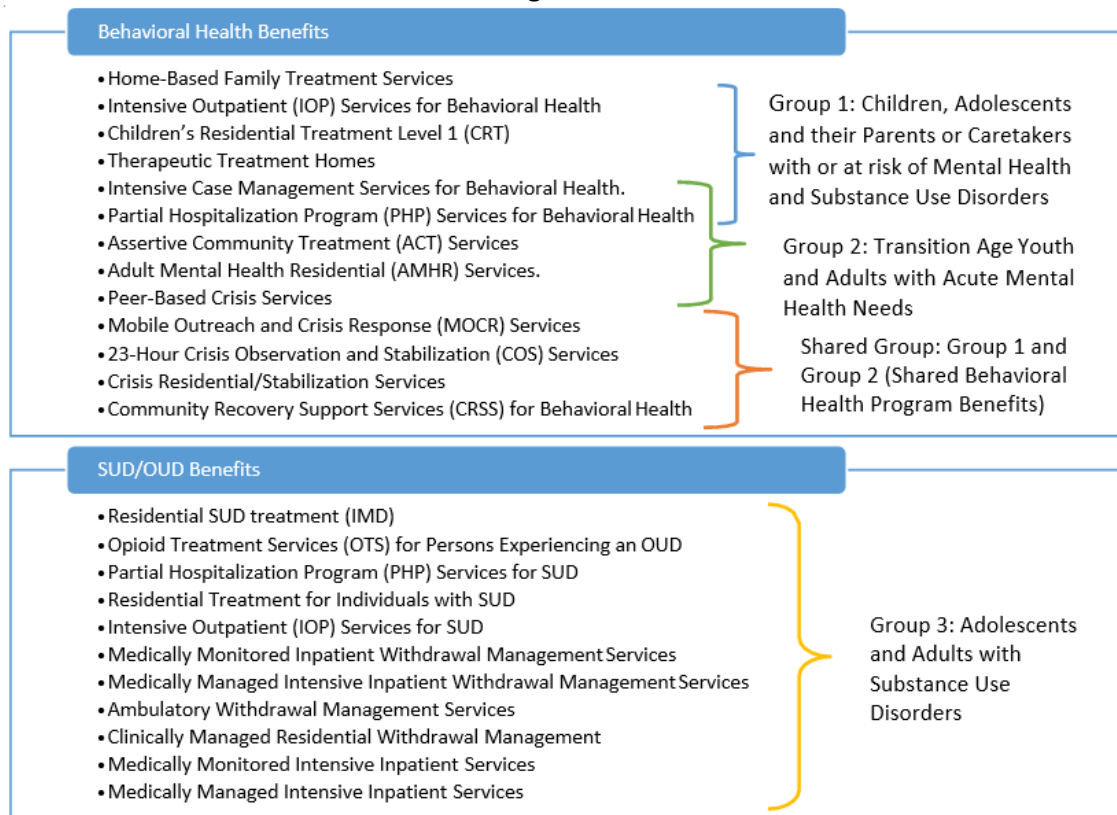 Behavioral Health Benefits
•Home-Based Family Treatment Services
•Intensive Outpatient (IOP) Services for Behavioral Health
•Children’s Residential Treatment Level 1 (CRT)
•Therapeutic Treatment Homes
•Intensive Case Management Services for Behavioral Health.
•Partial Hospitalization Program (PHP) Services for Behavioral Health
•Assertive Community Treatment (ACT) Services
•Adult Mental Health Residential (AMHR) Services.
•Peer-Based Crisis Services
•Mobile Outreach and Crisis Response (MOCR) Services
•23-Hour Crisis Observation and Stabilization (COS) Services
•Crisis Residential/Stabilization Services
•Community Recovery Support Services (CRSS) for Behavioral Health
Group 1: Children, Adolescents
and their Parents or Caretakers
with or at risk of Mental Health
and Substance Use Disorders
Group 2: Transition Age Youth
and Adults with Acute Mental
Health Needs
Shared Group: Group 1 and
Group 2 (Shared Behavioral
Health Program Benefits)
SUD/OUD Benefits
•Residential SUD treatment (IMD)
•Opioid Treatment Services (OTS) for Persons Experiencing an OUD
•Partial Hospitalization Program (PHP) Services for SUD
•Residential Treatment for Individuals with SUD
•Intensive Outpatient (IOP) Services for SUD
•Medically Monitored Inpatient Withdrawal Management Services
•Medically Managed Intensive Inpatient Withdrawal Management Services
•Ambulatory Withdrawal Management Services
•Clinically Managed Residential Withdrawal Management
•Medically Monitored Intensive Inpatient Services
•Medically Managed Intensive Inpatient Services
Group 3: Adolescents
and Adults with
Substance Use
Disorders